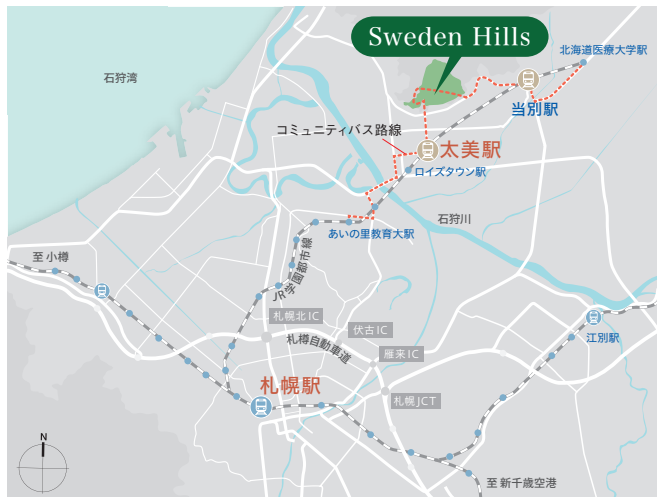 Sweden Hills
北海道医療大学駅
石狩湾
当別駅
コミュニティバス路線
太美駅
ロイズタウン駅
石狩川
あいの里教育大駅
至 小樽
JR学園都市線
札幌北IC
伏古IC
札樽自動車道
雁来IC
江別駅
札幌駅
札幌JCT
N
至 新千歳空港